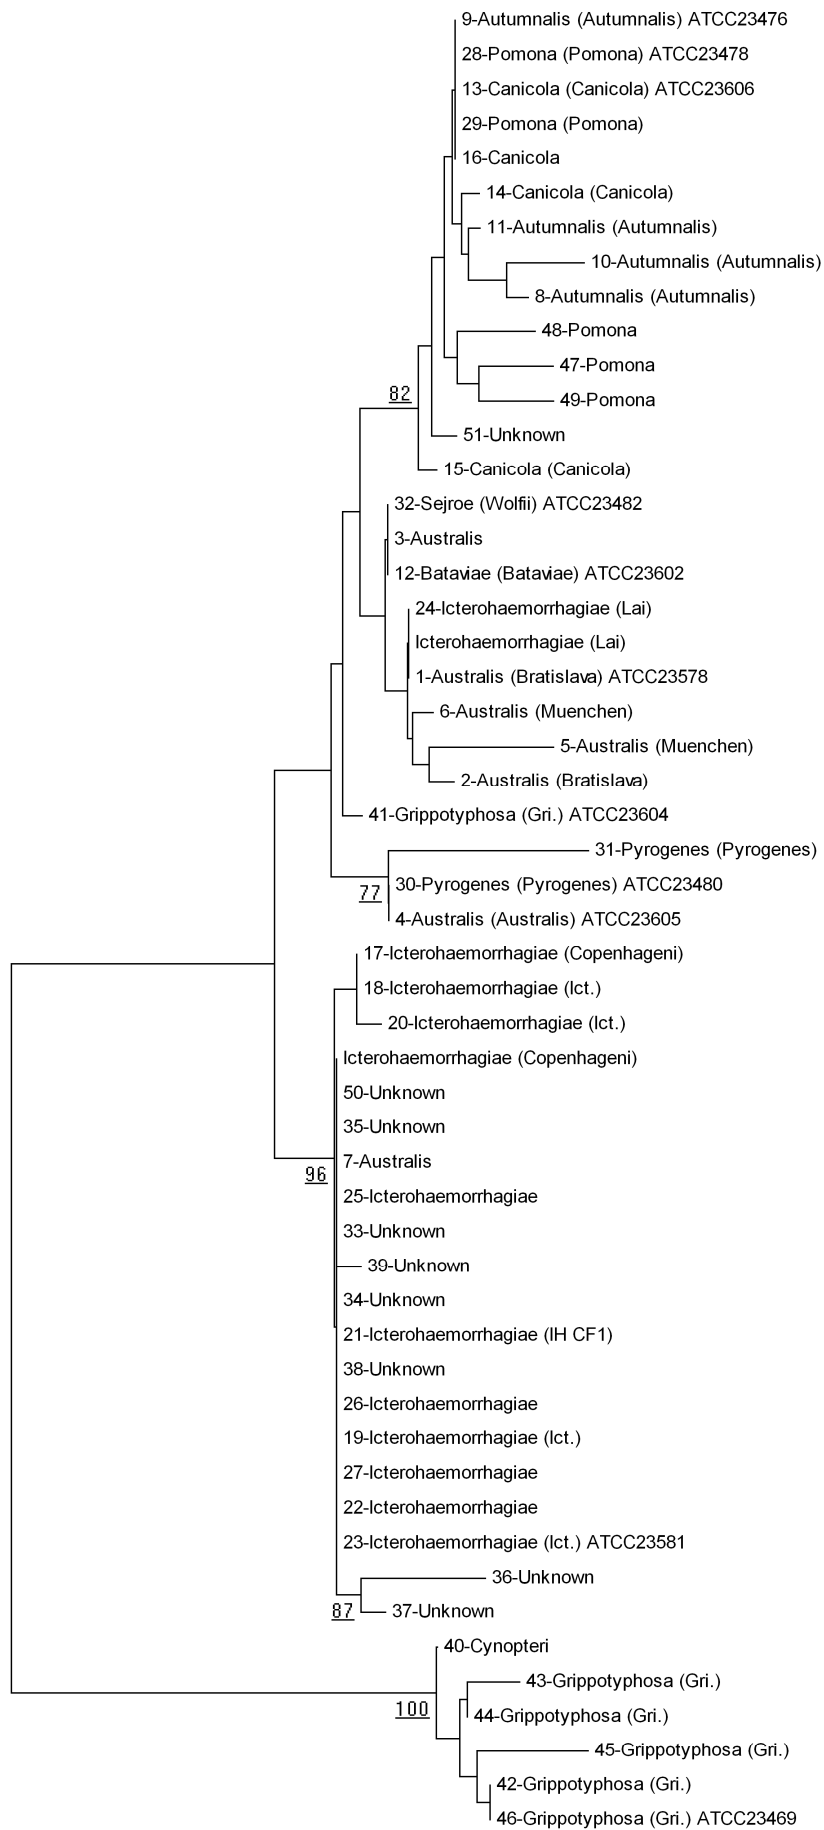 9-Autumnalis (Autumnalis) ATCC23476
28-Pomona (Pomona) ATCC23478
13-Canicola (Canicola) ATCC23606
29-Pomona (Pomona)
16-Canicola
14-Canicola (Canicola)
11-Autumnalis (Autumnalis)
10-Autumnalis (Autumnalis)
8-Autumnalis (Autumnalis)
48-Pomona
47-Pomona
82
49-Pomona
51-Unknown
15-Canicola (Canicola)
32-Sejroe (Wolfii) ATCC23482
3-Australis
12-Bataviae (Bataviae) ATCC23602
24-Icterohaemorrhagiae (Lai)
Icterohaemorrhagiae (Lai)
1-Australis (Bratislava) ATCC23578
6-Australis (Muenchen)
5-Australis (Muenchen)
2-Australis (Bratislava)
41-Grippotyphosa (Gri.) ATCC23604
31-Pyrogenes (Pyrogenes)
30-Pyrogenes (Pyrogenes) ATCC23480
77
4-Australis (Australis) ATCC23605
17-Icterohaemorrhagiae (Copenhageni)
18-Icterohaemorrhagiae (Ict.)
20-Icterohaemorrhagiae (Ict.)
Icterohaemorrhagiae (Copenhageni)
50-Unknown
35-Unknown
7-Australis
96
25-Icterohaemorrhagiae
33-Unknown
39-Unknown
34-Unknown
21-Icterohaemorrhagiae (IH CF1)
38-Unknown
26-Icterohaemorrhagiae
19-Icterohaemorrhagiae (Ict.)
27-Icterohaemorrhagiae
22-Icterohaemorrhagiae
23-Icterohaemorrhagiae (Ict.) ATCC23581
36-Unknown
87
37-Unknown
40-Cynopteri
43-Grippotyphosa (Gri.)
100
44-Grippotyphosa (Gri.)
45-Grippotyphosa (Gri.)
42-Grippotyphosa (Gri.)
46-Grippotyphosa (Gri.) ATCC23469